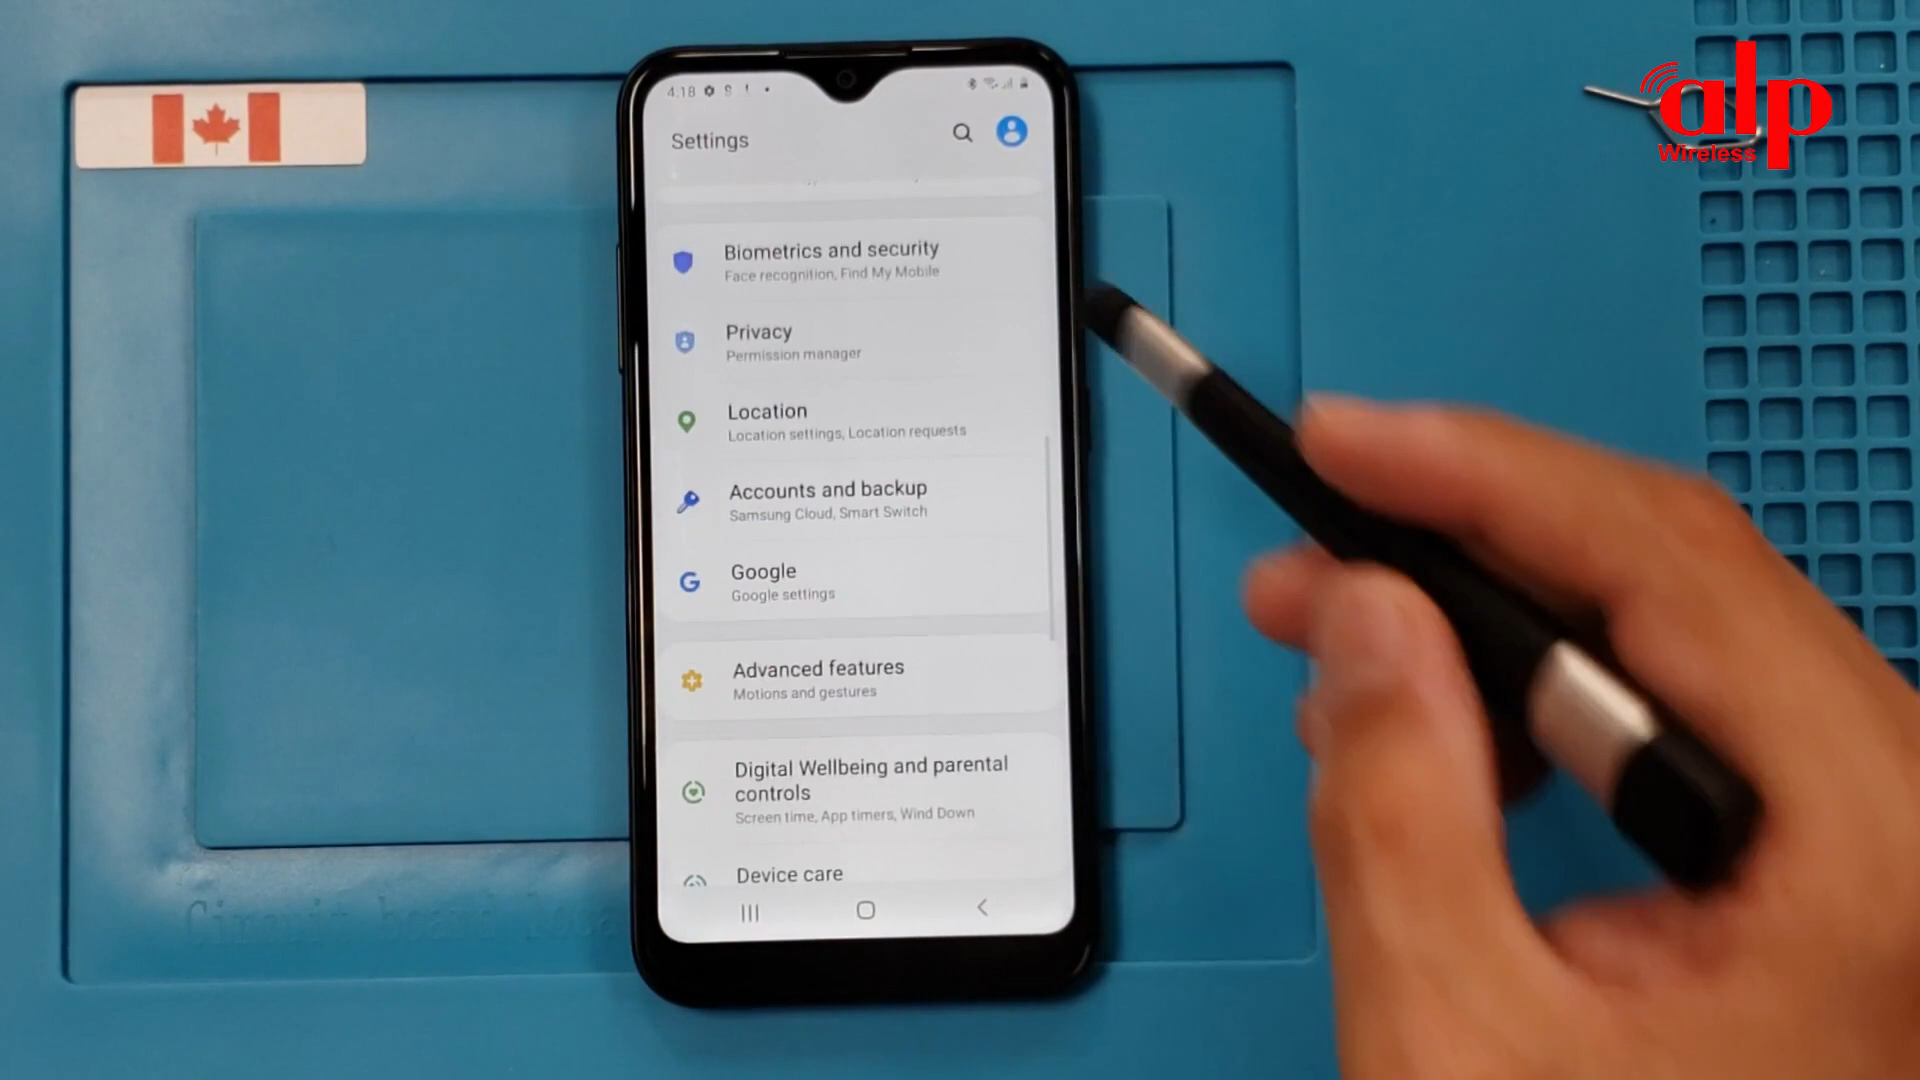 alp
Wireless
4:18
Settings
Biometrics and security
Face recognition, Find My Mobile
Privacy
Permission manager
Location
Location settings, Location requests
Accounts and backup
Samsung Cloud, Smart Switch
Google
Google settings
Advanced features
Motions and gestures
Digital Wellbeing and parental
controls
Screen time, App timers, Wind Down
Device care
Circuit board